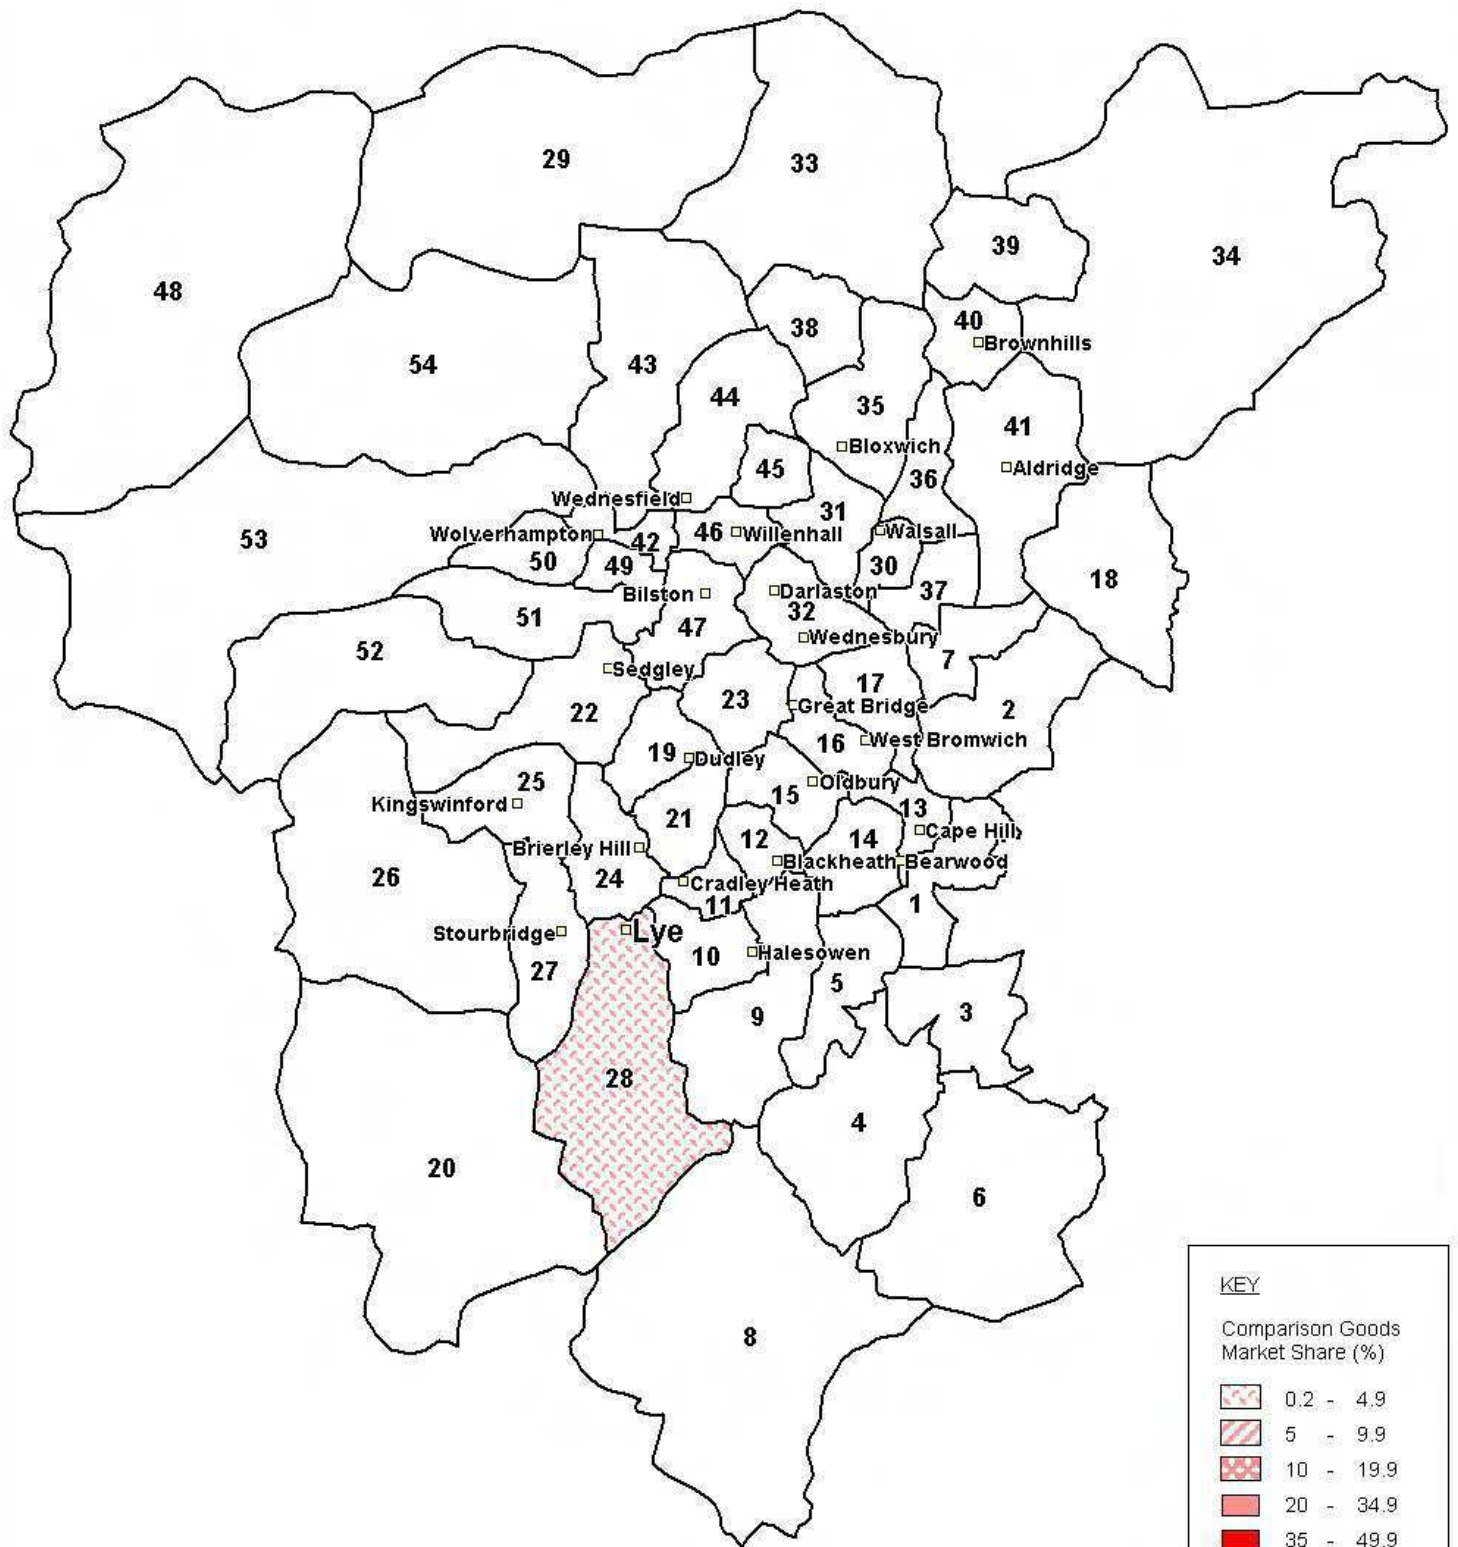 29
33
39
34
48
38
40
Brownhills
54
43
44
35
41
Bloxwich
45
Aldridge
36
Wednesfield
31
53
Wolverhampton
42
46
Willenhall
Walsall
50
49
30
18
Bilston
Darlaston
37
32
51
47
Wednesbury
52
Sedgley
7
17
22
23
Great Bridge
2
16
West Bromwich
19
Dudley
25
15
Oldbury
Kingswinford
13
21
Cape Hill
12
14
Brierley Hill
Blackheath
Bearwood
26
24
Cradley Heath
11
1
Stourbridge
Lye
10
Halesowen
27
5
9
3
28
4
20
6
8
KEY
Comparison Goods
Market Share (%)
0.2 - 4.9
5 - 9.9
10 - 19.9
20 - 34.9
35 - 49.9